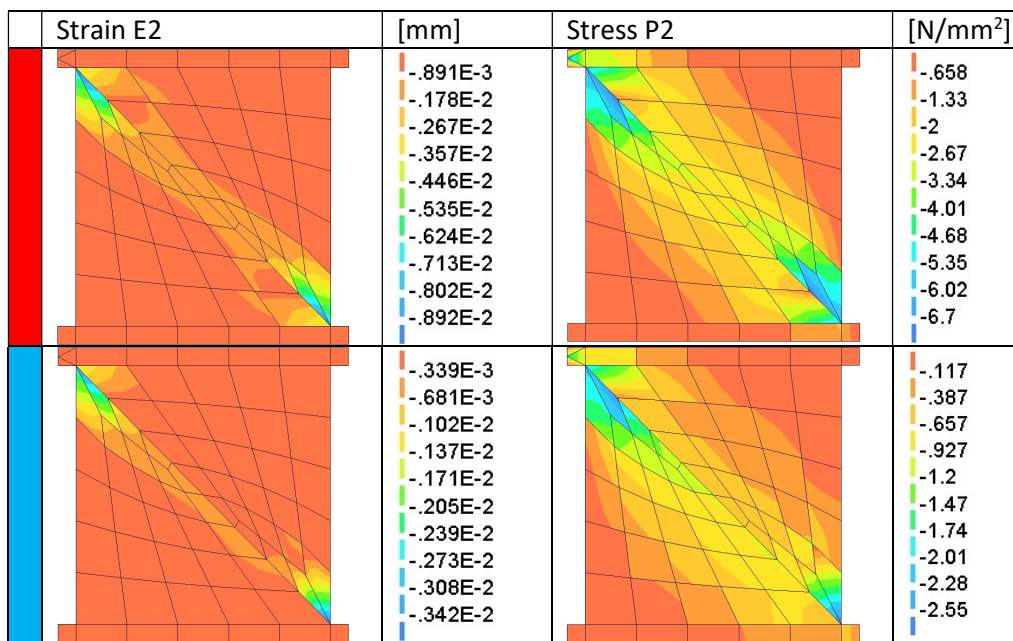 Strain E2
[mm]
Stress P2
[N/mm²]
-.891E-3
-.178E-2
-.267E-2
-.357E-2
-.446E-2
-.535E-2
-.624E-2
-.713E-2
-.802E-2
-.892E-2
-.658
-1.33
-2
-2.67
-3.34
-4.01
-4.68
-5.35
-6.02
-6.7
-.339E-3
-.681E-3
-.102E-2
-.137E-2
-.171E-2
-.205E-2
-.239E-2
-.273E-2
-.308E-2
-.342E-2
-.117
-.387
-.657
-.927
-1.2
-1.47
-1.74
-2.01
-2.28
-2.55